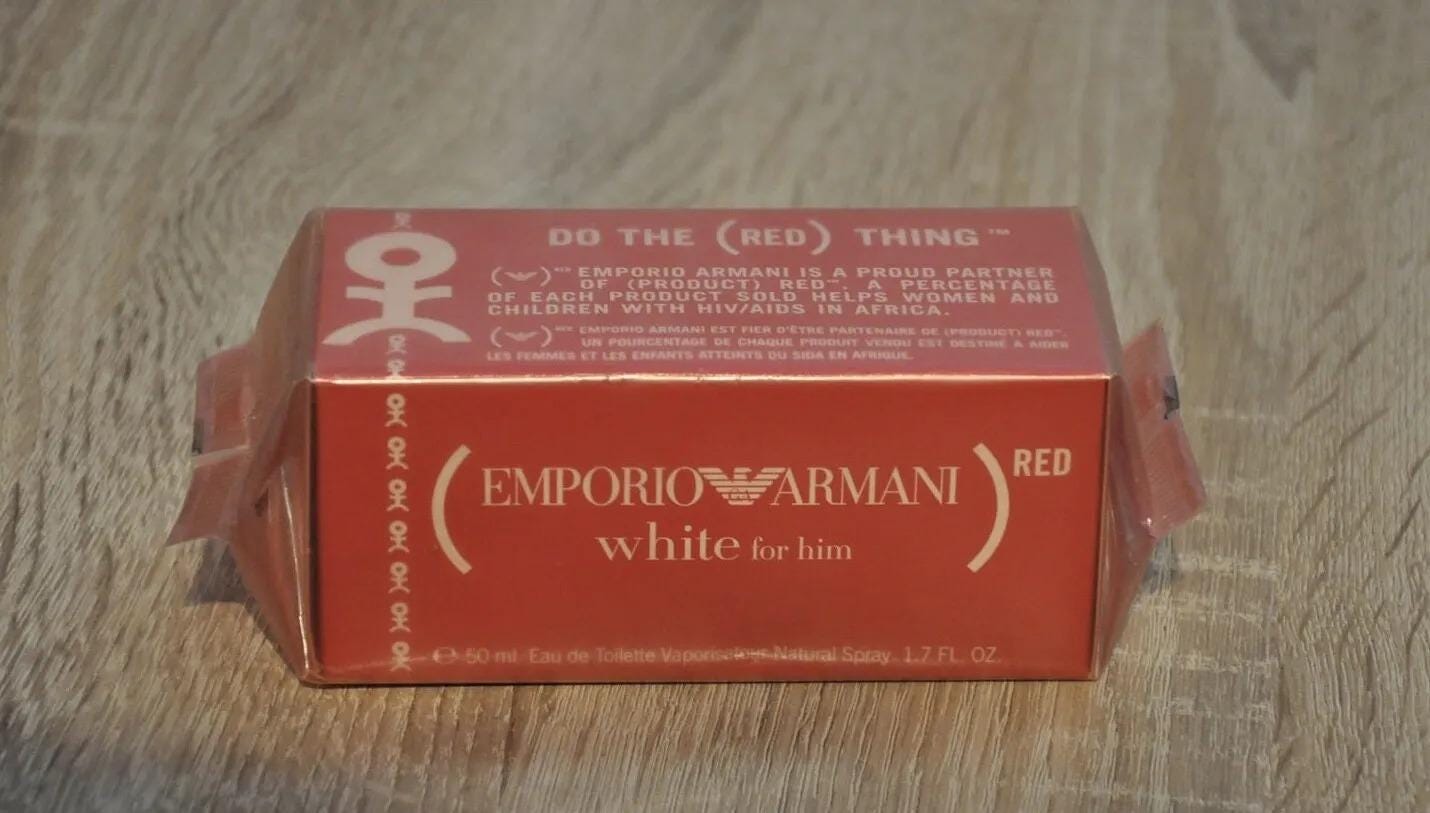 DO THE (RED) THING™
( )RED EMPORIO ARMANI IS A PROUD PARTNER
OF (PRODUCT) RED™. A PERCENTAGE
OF EACH PRODUCT SOLD HELPS WOMEN AND
CHILDREN WITH HIV/AIDS IN AFRICA.
( )RED EMPORIO ARMANI EST FIER D'ÊTRE PARTENAIRE DE (PRODUCT) RED™.
UN POURCENTAGE DE CHAQUE PRODUIT VENDU EST DESTINÉ A AIDER
LES FEMMES ET LES ENFANTS ATTEINTS DU SIDA EN AFRIQUE.
(EMPORIO ARMANI) RED
white for him
℮ 50 ml Eau de Toilette Vaporisateur Natural Spray 1.7 FL. OZ.